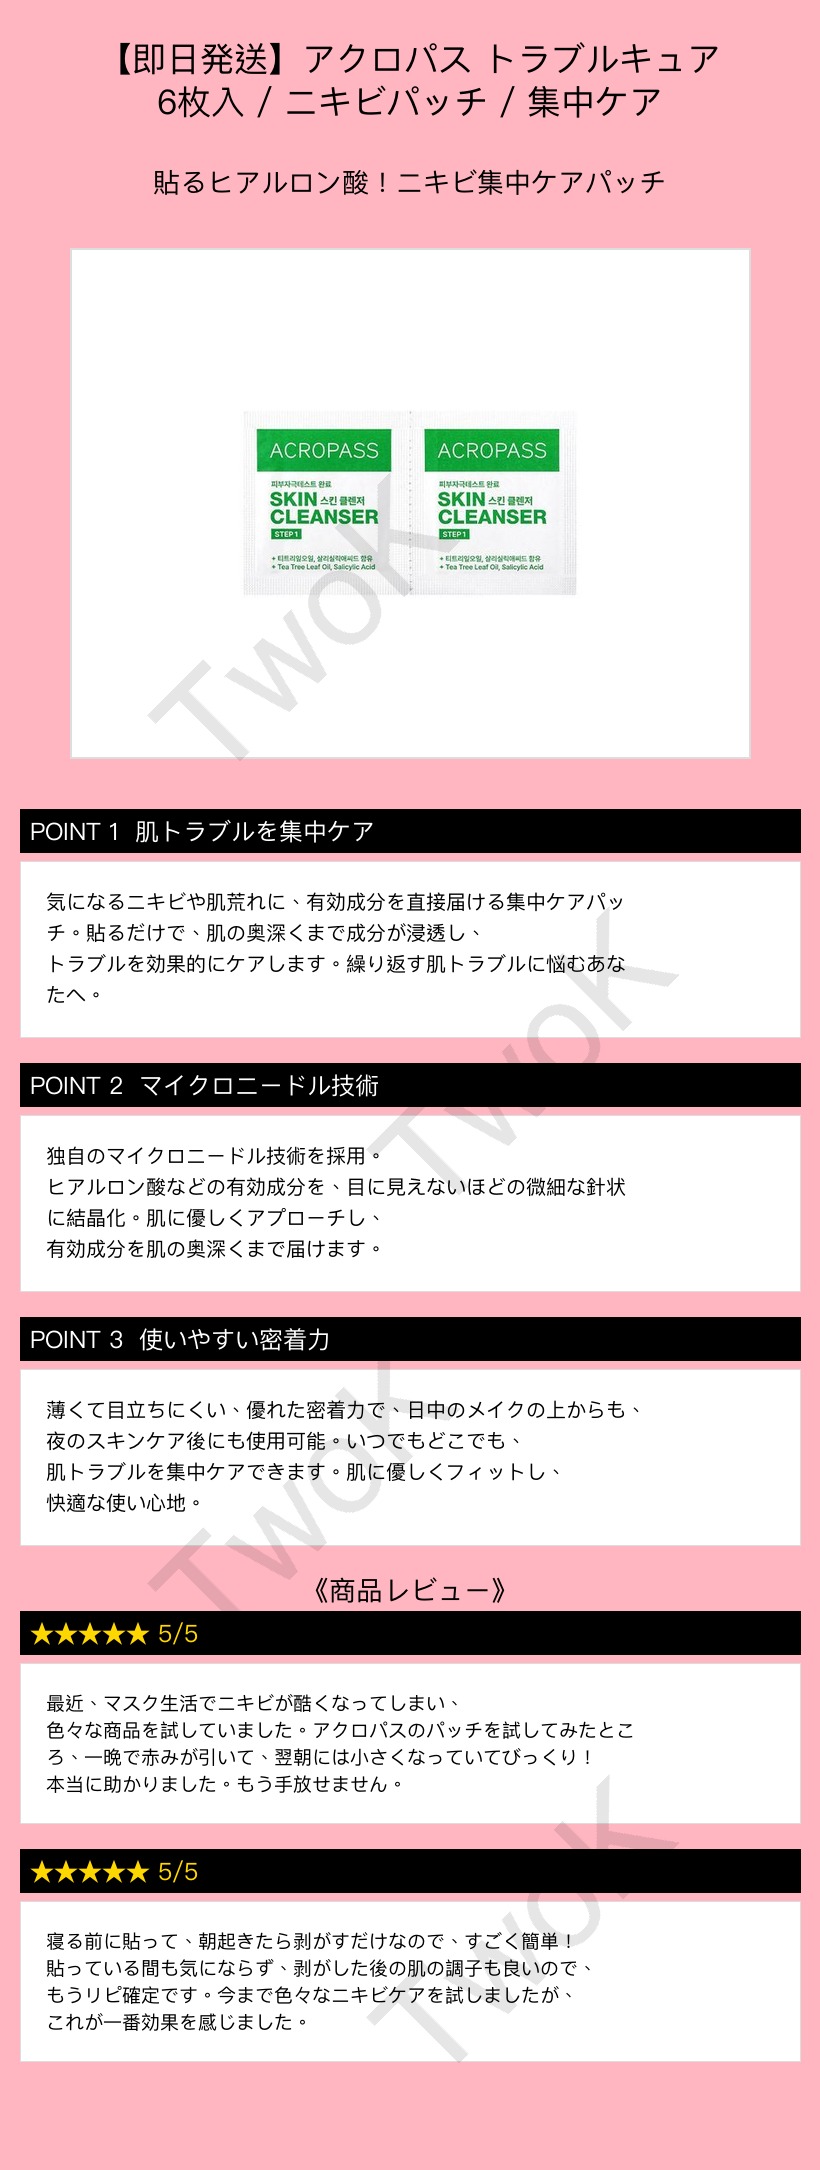 【即日発送】アクロパス トラブルキュア
6枚入 / ニキビパッチ / 集中ケア
貼るヒアルロン酸！ニキビ集中ケアパッチ
ACROPASS ACROPASS
피부자극테스트 완료 피부자극테스트 완료
SKIN 스킨 클렌저 SKIN 스킨 클렌저
CLEANSER CLEANSER
STEP 1 STEP 1
+ 티트리잎오일, 살리실릭애씨드 함유 + 티트리잎오일, 살리실릭애씨드 함유
+ Tea Tree Leaf Oil, Salicylic Acid + Tea Tree Leaf Oil, Salicylic Acid
TwoK
POINT 1 肌トラブルを集中ケア
気になるニキビや肌荒れに、有効成分を直接届ける集中ケアパッ
チ。貼るだけで、肌の奥深くまで成分が浸透し、
トラブルを効果的にケアします。繰り返す肌トラブルに悩むあな
たへ。
TwoK
POINT 2 マイクロニードル技術
独自のマイクロニードル技術を採用。
ヒアルロン酸などの有効成分を、目に見えないほどの微細な針状
に結晶化。肌に優しくアプローチし、
有効成分を肌の奥深くまで届けます。
POINT 3 使いやすい密着力
薄くて目立ちにくい、優れた密着力で、日中のメイクの上からも、
夜のスキンケア後にも使用可能。いつでもどこでも、
肌トラブルを集中ケアできます。肌に優しくフィットし、
快適な使い心地。
TwoK
《商品レビュー》
★★★★★ 5/5
最近、マスク生活でニキビが酷くなってしまい、
色々な商品を試していました。アクロパスのパッチを試してみたとこ
ろ、一晩で赤みが引いて、翌朝には小さくなっていてびっくり！
本当に助かりました。もう手放せません。
★★★★★ 5/5
寝る前に貼って、朝起きたら剥がすだけなので、すごく簡単！
貼っている間も気にならず、剥がした後の肌の調子も良いので、
もうリピ確定です。今まで色々なニキビケアを試しましたが、
これが一番効果を感じました。
TwoK